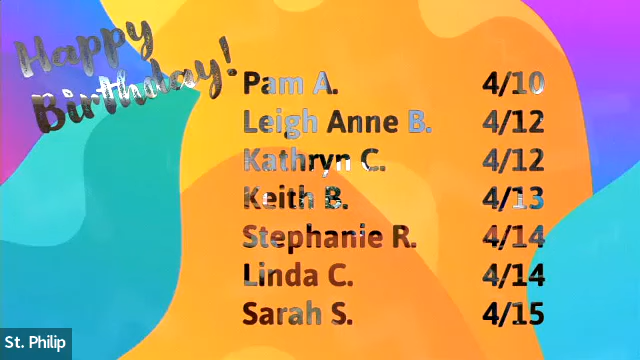 Happy
Birthday!
Pam A. 4/10
Leigh Anne B. 4/12
Kathryn C. 4/12
Keith B. 4/13
Stephanie R. 4/14
Linda C. 4/14
Sarah S. 4/15
St. Philip